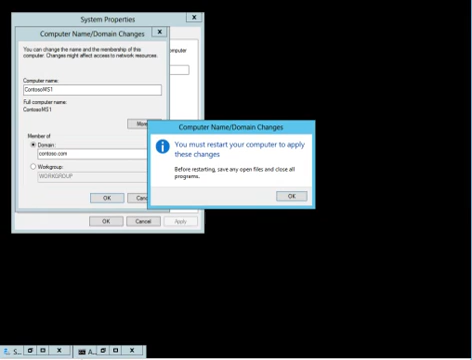 System Properties
X
Computer Name/Domain Changes
X
You can change the name and the membership of this
computer. Changes might affect access to network resources.
Computer name:
ContosoMS1
Full computer name:
ContosoMS1
Member of
Domain:
contoso.com
Workgroup:
WORKGROUP
OK
OK
Cancel
Apply
Computer Name/Domain Changes
You must restart your computer to apply
these changes
Before restarting, save any open files and close all
programs.
OK
S...
X
A...
X